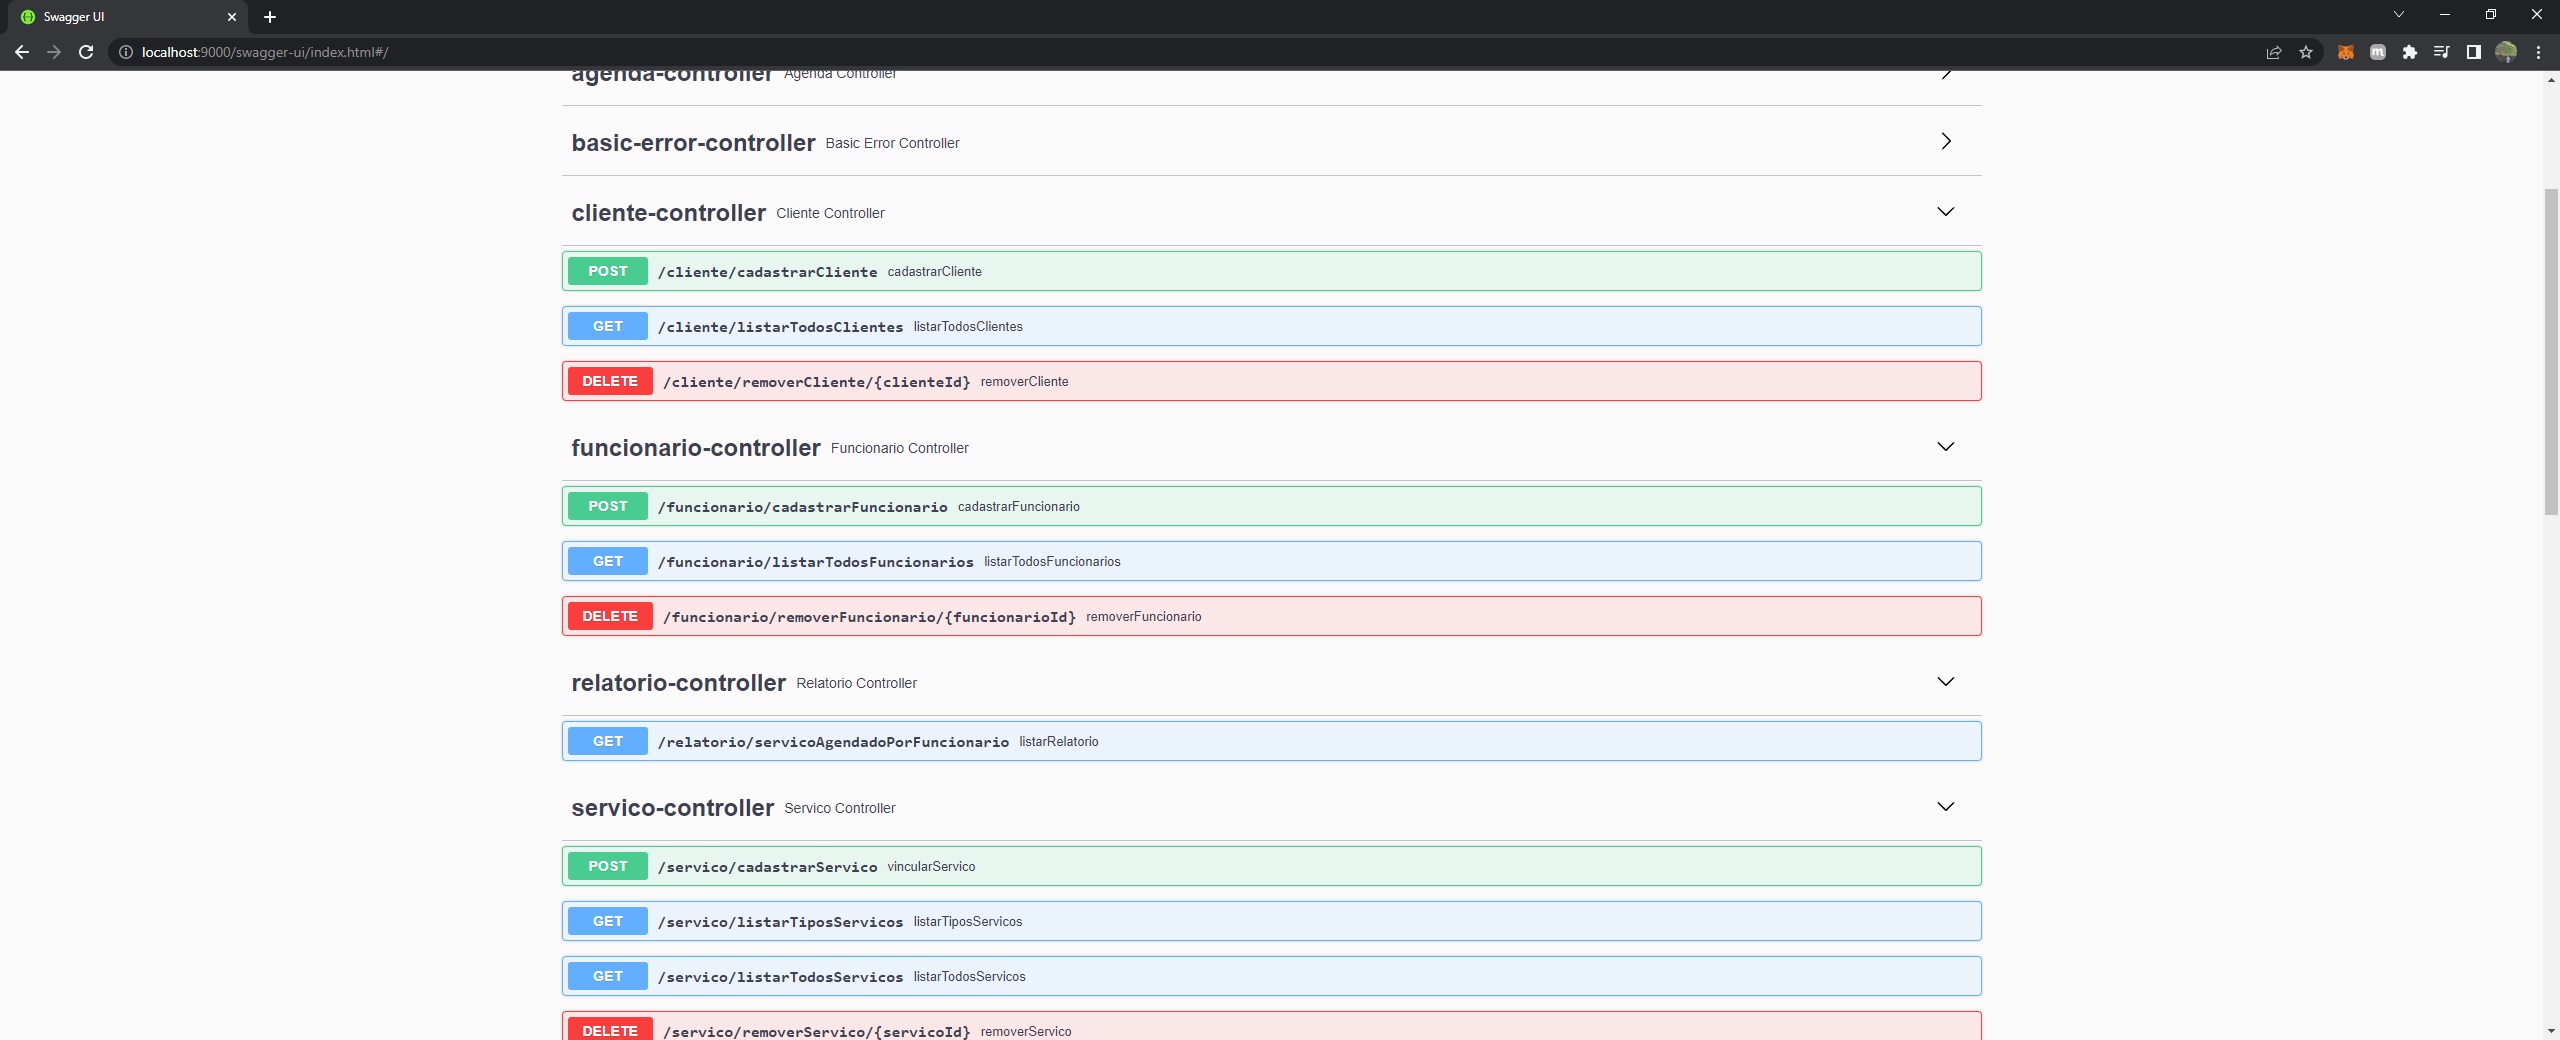 Swagger UI
localhost:9000/swagger-ui/index.html#/
agenda-controller Agenda Controller
basic-error-controller Basic Error Controller
cliente-controller Cliente Controller
POST /cliente/cadastrarCliente cadastrarCliente
GET /cliente/listarTodosClientes listarTodosClientes
DELETE /cliente/removerCliente/{clienteId} removerCliente
funcionario-controller Funcionario Controller
POST /funcionario/cadastrarFuncionario cadastrarFuncionario
GET /funcionario/listarTodosFuncionarios listarTodosFuncionarios
DELETE /funcionario/removerFuncionario/{funcionarioId} removerFuncionario
relatorio-controller Relatorio Controller
GET /relatorio/servicoAgendadoPorFuncionario listarRelatorio
servico-controller Servico Controller
POST /servico/cadastrarServico vincularServico
GET /servico/listarTiposServicos listarTiposServicos
GET /servico/listarTodosServicos listarTodosServicos
DELETE /servico/removerServico/{servicoId} removerServico